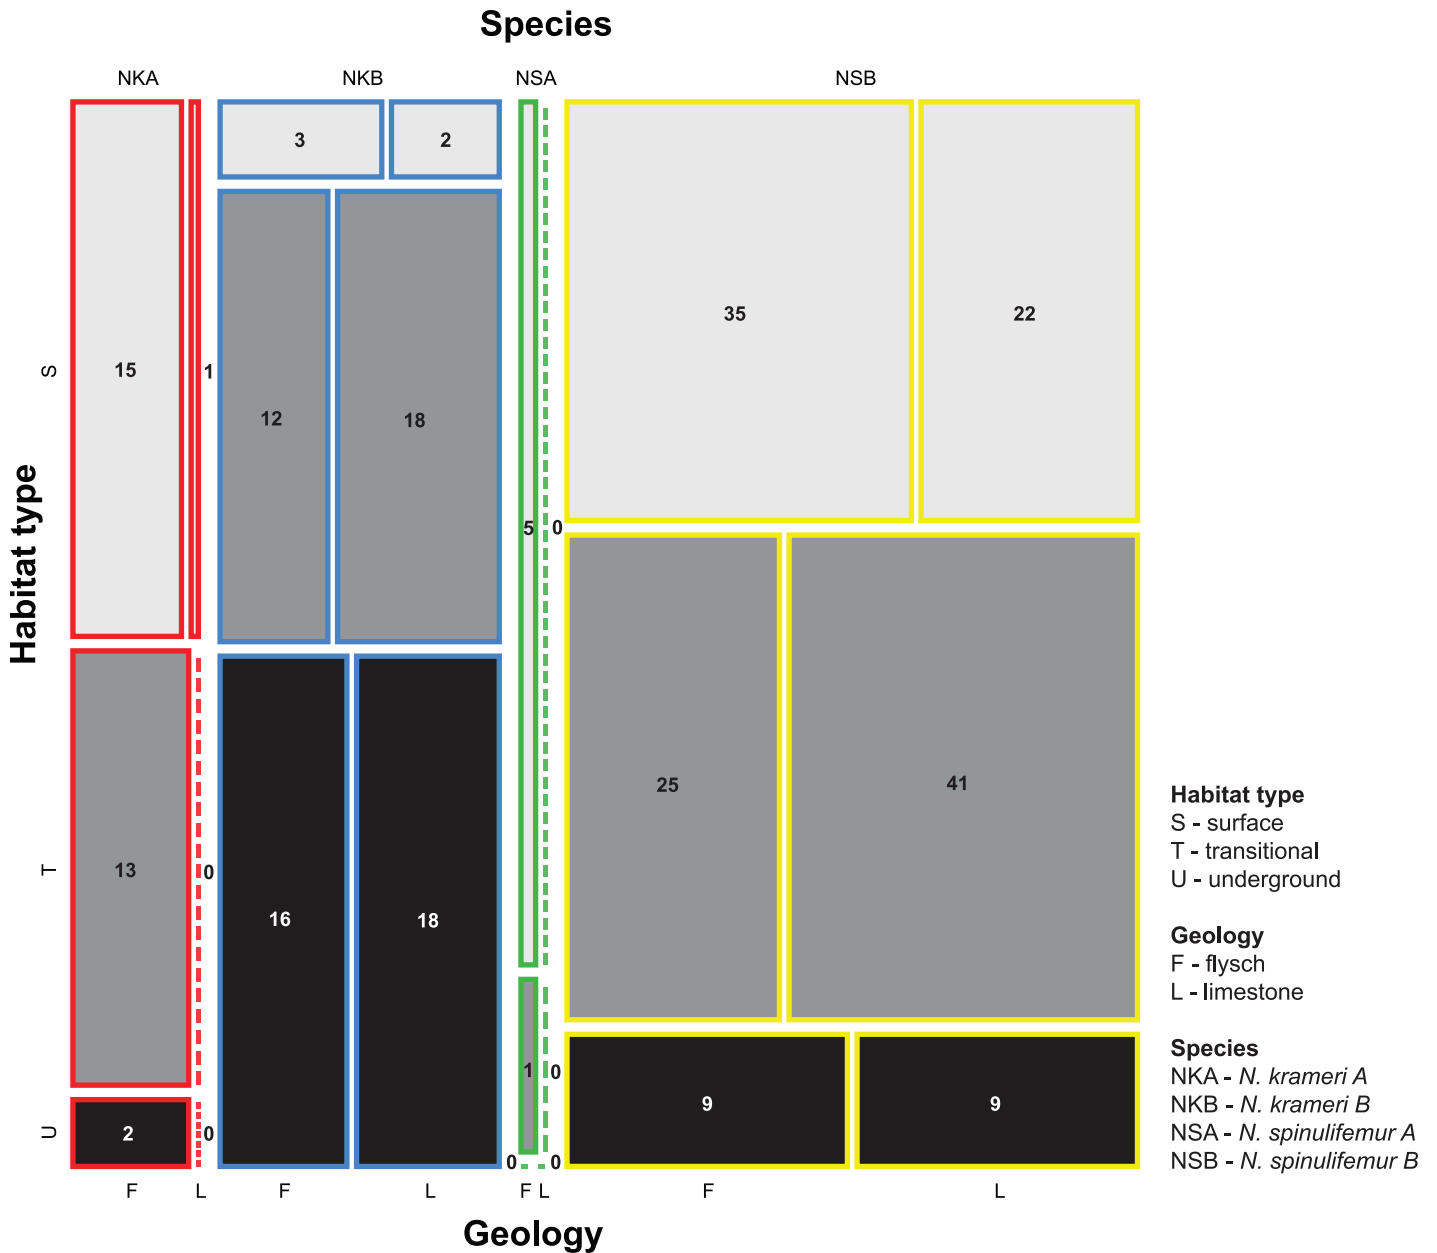 Species
NKA NKB NSA NSB
3 2
35 22
S 15 1
12 18
5 0
Habitat type
25 41
T 13 0
16 18
1 0
9 9
U 2 0
0 0
F L F L F L F L
Geology
Habitat type
S - surface
T - transitional
U - underground
Geology
F - flysch
L - limestone
Species
NKA - N. krameri A
NKB - N. krameri B
NSA - N. spinulifemur A
NSB - N. spinulifemur B